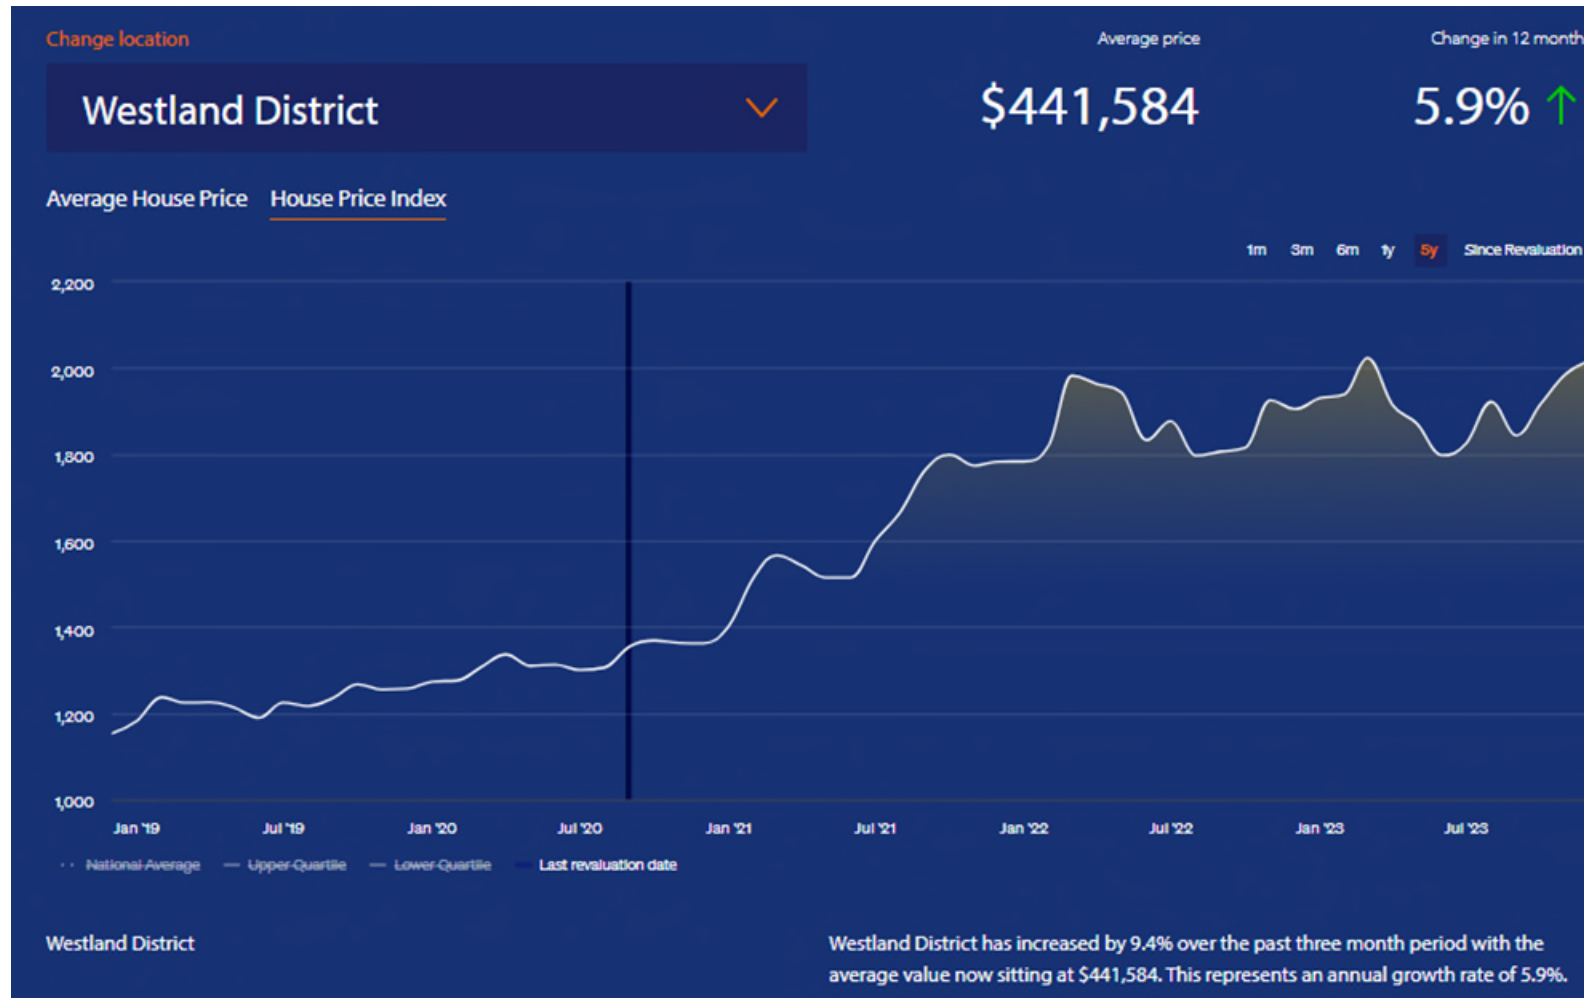 Change location
Average price
Change in 12 month
Westland District
$441,584
5.9%
Average House Price House Price Index
1m 3m 6m 1y 5y Since Revaluation
2,200
2,000
1,800
1,600
1,400
1,200
1,000
Jan '19 Jul '19 Jan '20 Jul '20 Jan '21 Jul '21 Jan '22 Jul '22 Jan '23 Jul '23
National Average Upper Quartile Lower Quartile Last revaluation date
Westland District
Westland District has increased by 9.4% over the past three month period with the
average value now sitting at $441,584. This represents an annual growth rate of 5.9%.